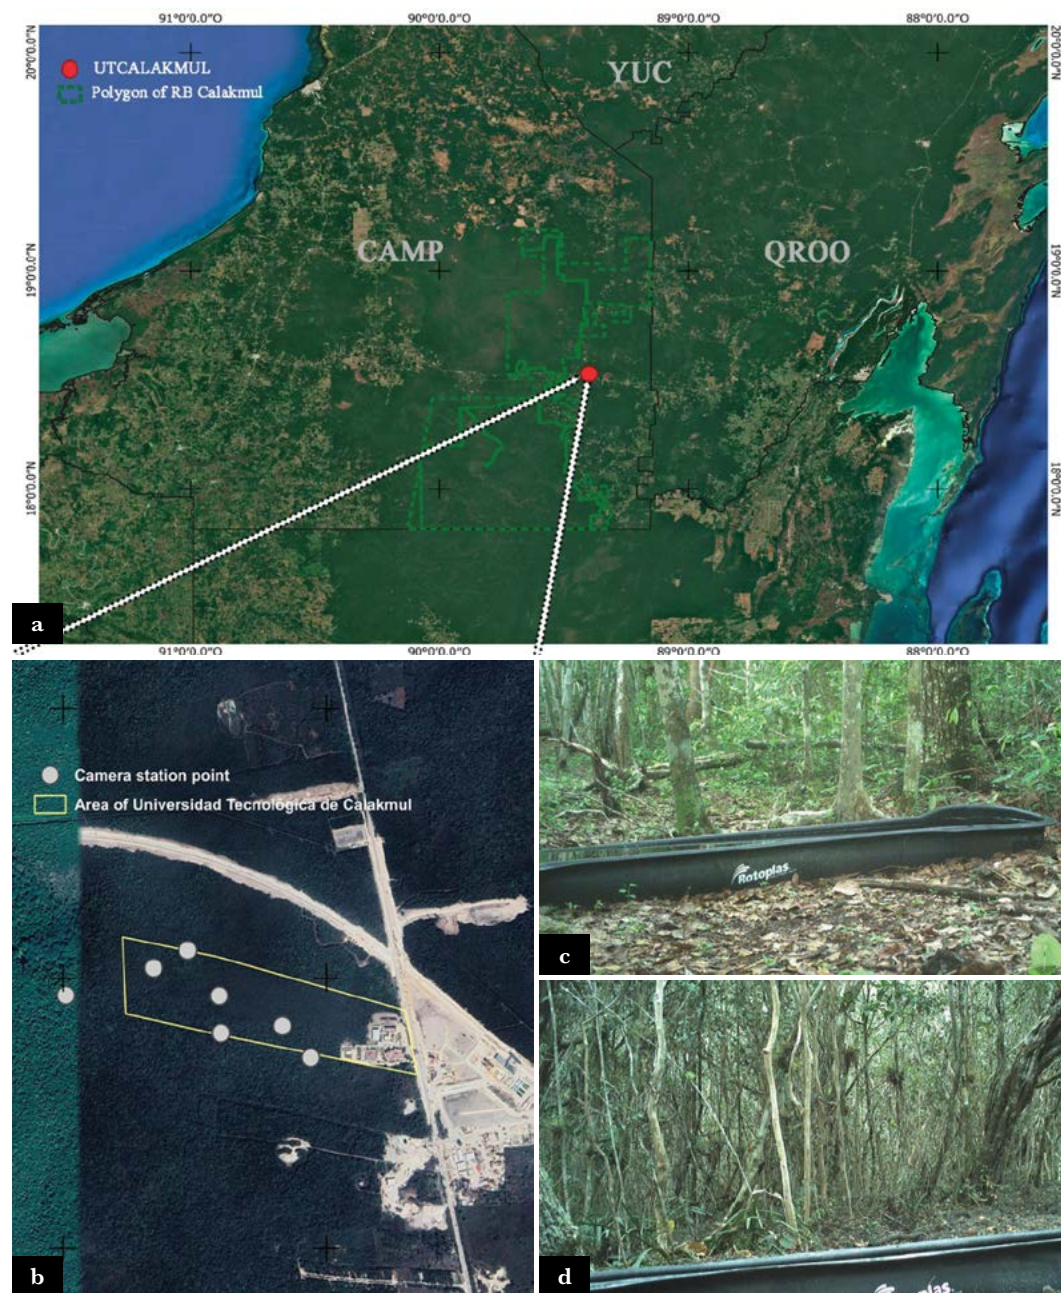 91°0'0.0"O 90°0'0.0"O 89°0'0.0"O 88°0'0.0"O
20°0'0.0"N
20°0'0.0"N
UTCALAKMUL
Polygon of RB Calakmul
YUC
CAMP
QROO
19°0'0.0"N
19°0'0.0"N
18°0'0.0"N
18°0'0.0"N
a
91°0'0.0"O 90°0'0.0"O 89°0'0.0"O 88°0'0.0"O
Camera station point
Area of Universidad Tecnológica de Calakmul
b
Rotoplas
c
Rotoplas
d